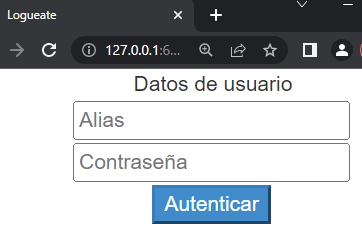 Logueate
127.0.0.1:6...
Datos de usuario
Alias
Contraseña
Autenticar